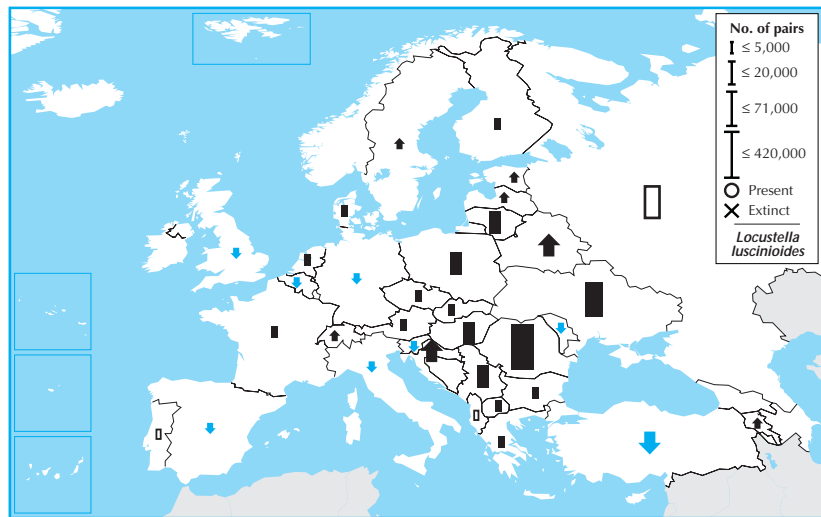 No. of pairs
≤ 5,000
≤ 20,000
≤ 71,000
≤ 420,000
Present
Extinct
Locustella
luscinioides